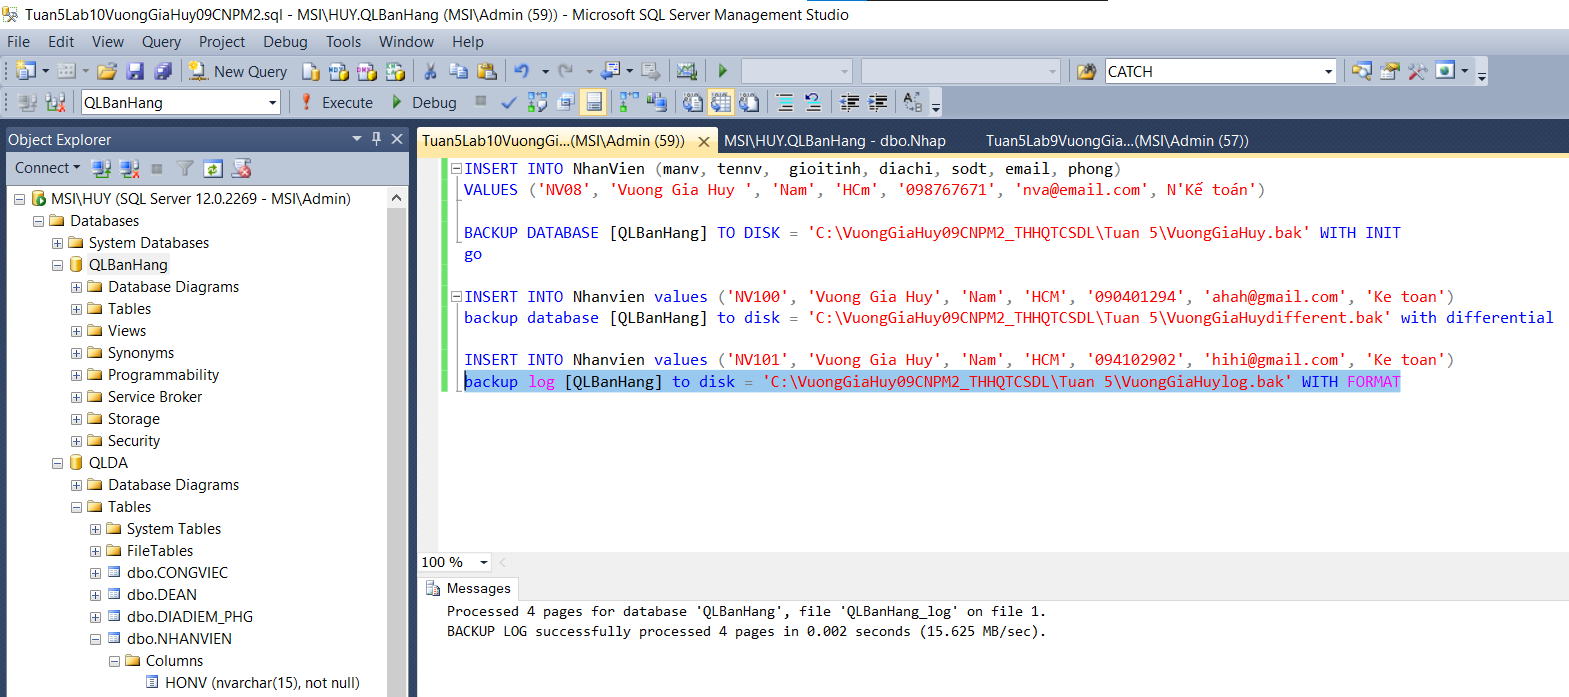 Tuan5Lab10VuongGiaHuy09CNPM2.sql - MSI\HUY.QLBanHang (MSI\Admin (59)) - Microsoft SQL Server Management Studio
File Edit View Query Project Debug Tools Window Help
New Query CATCH
QLBanHang Execute Debug
Object Explorer
Connect
MSI\HUY (SQL Server 12.0.2269 - MSI\Admin)
Databases
System Databases
QLBanHang
Database Diagrams
Tables
Views
Synonyms
Programmability
Service Broker
Storage
Security
QLDA
Database Diagrams
Tables
System Tables
FileTables
dbo.CONGVIEC
dbo.DEAN
dbo.DIADIEM_PHG
dbo.NHANVIEN
Columns
HONV (nvarchar(15), not null)
Tuan5Lab10VuongGi...(MSI\Admin (59)) MSI\HUY.QLBanHang - dbo.Nhap Tuan5Lab9VuongGia...(MSI\Admin (57))
INSERT INTO NhanVien (manv, tennv,  gioitinh, diachi, sodt, email, phong)
VALUES ('NV08', 'Vuong Gia Huy ', 'Nam', 'HCm', '098767671', 'nva@email.com', N'Kế toán')
BACKUP DATABASE [QLBanHang] TO DISK = 'C:\VuongGiaHuy09CNPM2_THHQTCSDL\Tuan 5\VuongGiaHuy.bak' WITH INIT
go
INSERT INTO Nhanvien values ('NV100', 'Vuong Gia Huy', 'Nam', 'HCM', '090401294', 'ahah@gmail.com', 'Ke toan')
backup database [QLBanHang] to disk = 'C:\VuongGiaHuy09CNPM2_THHQTCSDL\Tuan 5\VuongGiaHuydifferent.bak' with differential
INSERT INTO Nhanvien values ('NV101', 'Vuong Gia Huy', 'Nam', 'HCM', '094102902', 'hihi@gmail.com', 'Ke toan')
backup log [QLBanHang] to disk = 'C:\VuongGiaHuy09CNPM2_THHQTCSDL\Tuan 5\VuongGiaHuylog.bak' WITH FORMAT
100 %
Messages
Processed 4 pages for database 'QLBanHang', file 'QLBanHang_log' on file 1.
BACKUP LOG successfully processed 4 pages in 0.002 seconds (15.625 MB/sec).